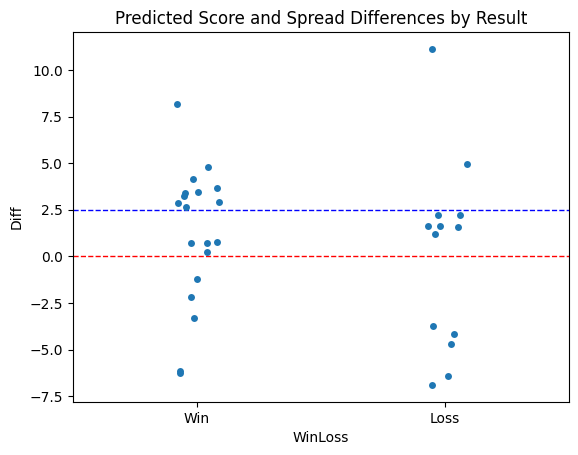 Predicted Score and Spread Differences by Result
10.0
7.5
5.0
2.5
0.0
−2.5
−5.0
−7.5
Diff
Win
Loss
WinLoss